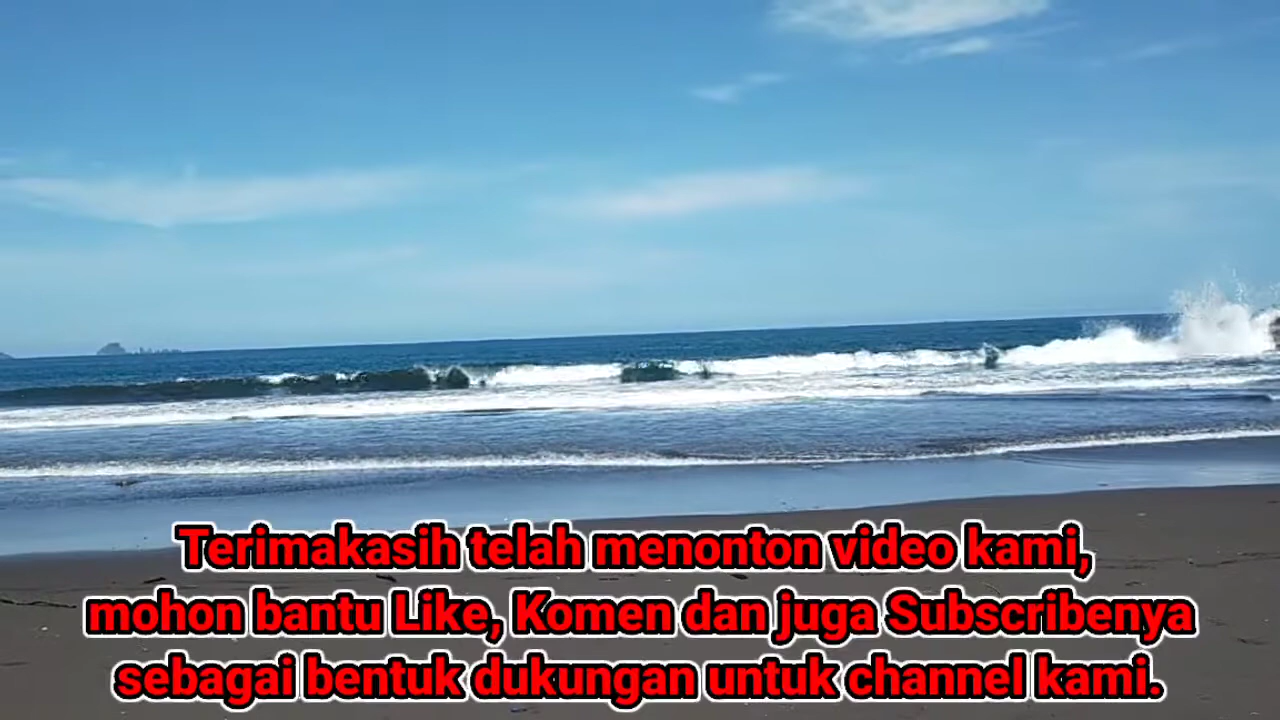 Terimakasih telah menonton video kami,
mohon bantu Like, Komen dan juga Subscribenya
sebagai bentuk dukungan untuk channel kami.